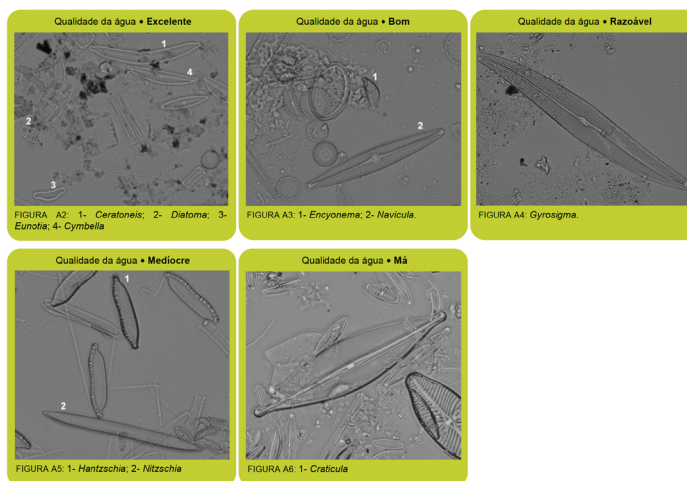 Qualidade da água • Excelente
1
4
2
3
FIGURA A2: 1- Ceratoneis; 2- Diatoma; 3-
Eunotia; 4- Cymbella
Qualidade da água • Bom
1
2
FIGURA A3: 1- Encyonema; 2- Navicula.
Qualidade da água • Razoável
FIGURA A4: Gyrosigma.
Qualidade da água • Medíocre
1
2
FIGURA A5: 1- Hantzschia; 2- Nitzschia
Qualidade da água • Má
FIGURA A6: 1- Craticula